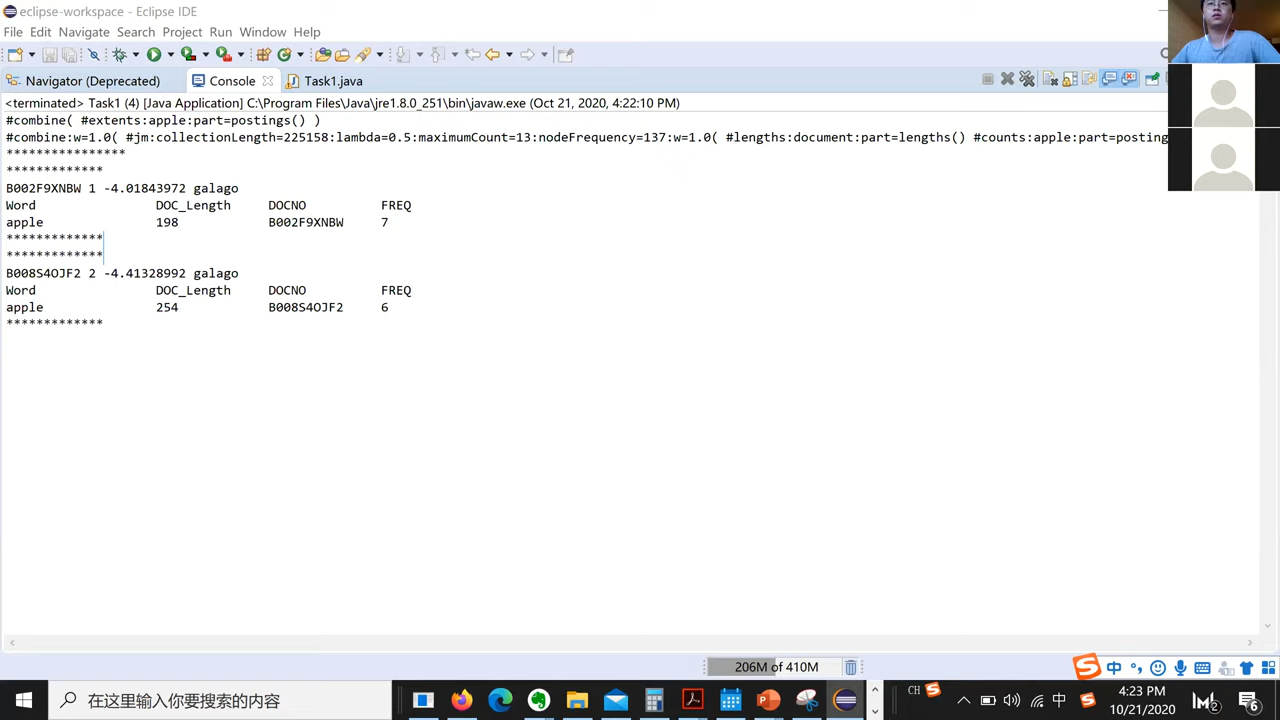 eclipse-workspace - Eclipse IDE
File Edit Navigate Search Project Run Window Help
Navigator (Deprecated) Console Task1.java
<terminated> Task1 (4) [Java Application] C:\Program Files\Java\jre1.8.0_251\bin\javaw.exe (Oct 21, 2020, 4:22:10 PM)
#combine( #extents:apple:part=postings() )
#combine:w=1.0( #jm:collectionLength=225158:lambda=0.5:maximumCount=13:nodeFrequency=137:w=1.0( #lengths:document:part=lengths() #counts:apple:part=posting
****************
*************
B002F9XNBW 1 -4.01843972 galago
Word DOC_Length DOCNO FREQ
apple 198 B002F9XNBW 7
*************
*************
B008S4OJF2 2 -4.41328992 galago
Word DOC_Length DOCNO FREQ
apple 254 B008S4OJF2 6
*************
206M of 410M
中
在这里输入你要搜索的内容
CH 中 4:23 PM 2 6
10/21/2020